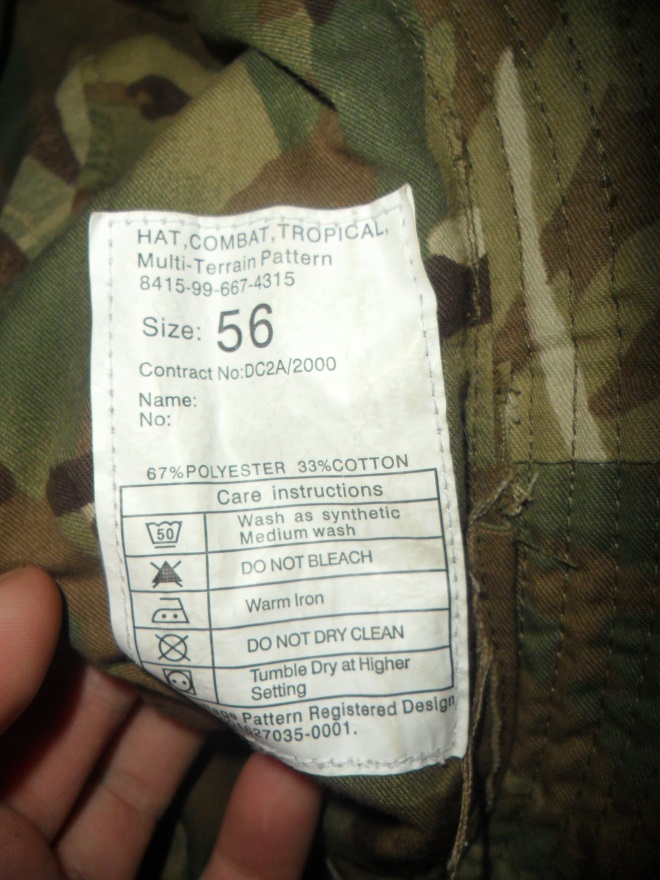 HAT,COMBAT,TROPICAL,
Multi-Terrain Pattern
8415-99-667-4315
Size: 56
Contract No:DC2A/2000
Name:
No:
67%POLYESTER 33%COTTON
Care instructions
50 Wash as synthetic
Medium wash
DO NOT BLEACH
Warm Iron
DO NOT DRY CLEAN
Tumble Dry at Higher
Setting
Pattern Registered Design
27035-0001.